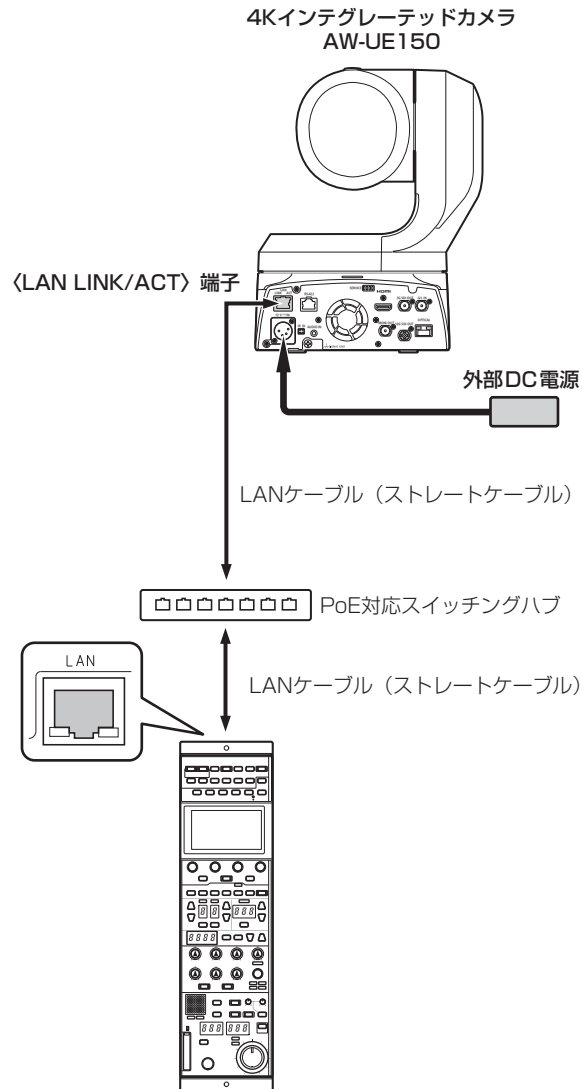 4Kインテグレーテッドカメラ
AW-UE150
〈LAN LINK/ACT〉端子
HDMI
外部DC電源
LANケーブル（ストレートケーブル）
PoE対応スイッチングハブ
LAN
LANケーブル（ストレートケーブル）